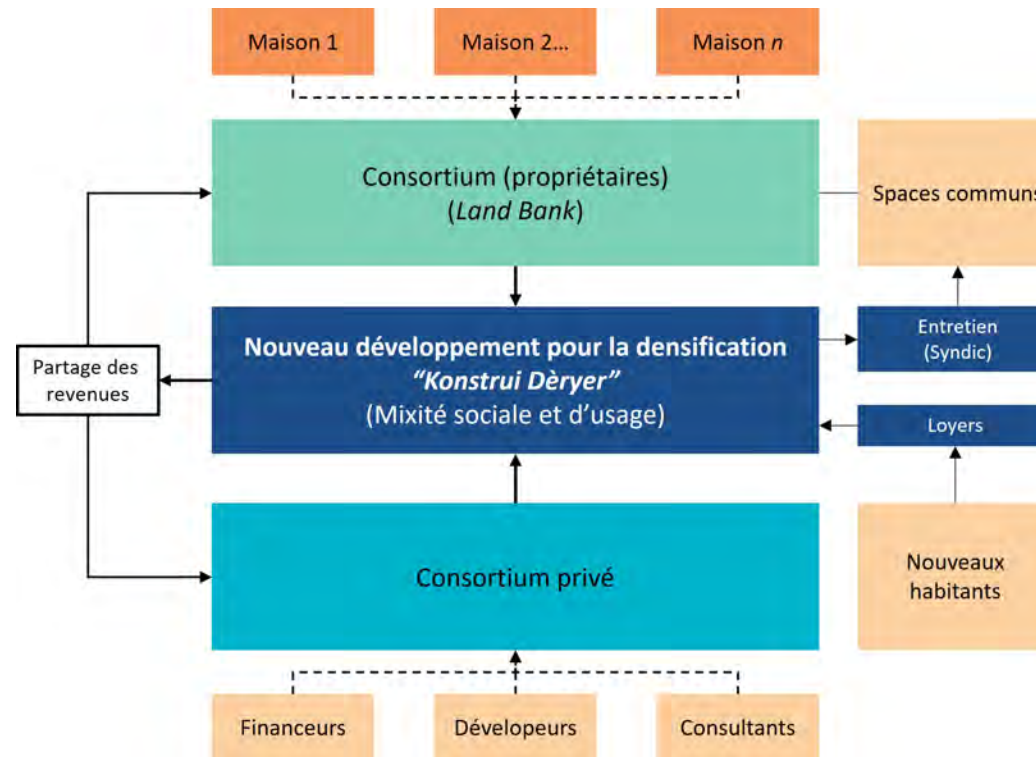 Maison 1
Maison 2...
Maison n
Consortium (propriétaires)
(Land Bank)
Spaces communs
Nouveau développement pour la densification
“Konstrui Dèryer”
(Mixité sociale et d’usage)
Entretien
(Syndic)
Partage des
revenues
Loyers
Consortium privé
Nouveaux
habitants
Financeurs
Dévelopeurs
Consultants